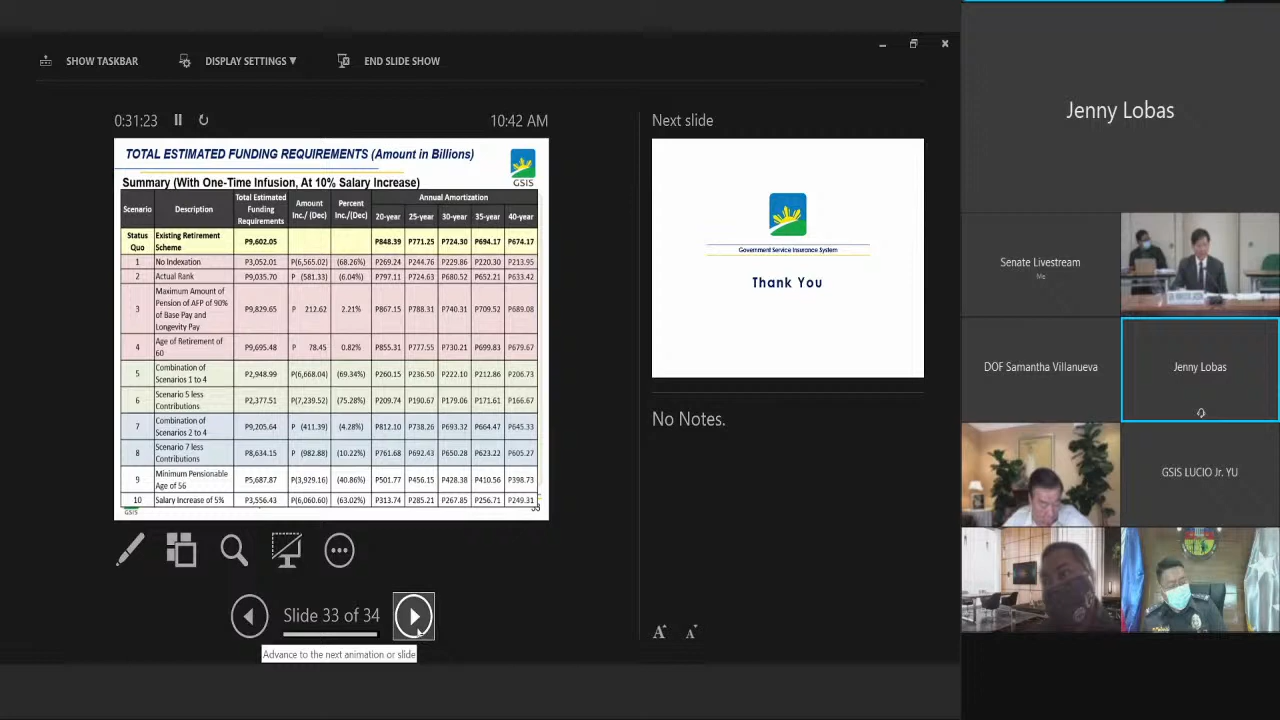 SHOW TASKBAR
DISPLAY SETTINGS ▼
END SLIDE SHOW
0:31:23
10:42 AM
TOTAL ESTIMATED FUNDING REQUIREMENTS (Amount in Billions)
GSIS
Summary (With One-Time Infusion, At 10% Salary Increase)
Scenario Description Total Estimated Funding Requirements Amount Inc./ (Dec) Percent Inc./(Dec) Annual Amortization
20-year 25-year 30-year 35-year 40-year
Status Quo Existing Retirement Scheme P9,602.05 P848.39 P771.25 P724.30 P694.17 P674.17
1 No Indexation P3,052.01 P(6,565.02) (68.26%) P269.24 P244.76 P229.86 P220.30 P213.95
2 Actual Rank P9,035.70 P (581.33) (6.04%) P797.11 P724.63 P680.52 P652.21 P633.42
3 Maximum Amount of Pension of AFP of 90% of Base Pay and Longevity Pay P9,829.65 P 212.62 2.21% P867.15 P788.31 P740.31 P709.52 P689.08
4 Age of Retirement of 60 P9,695.48 P 78.45 0.82% P855.31 P777.55 P730.21 P699.83 P679.67
5 Combination of Scenarios 1 to 4 P2,948.99 P(6,668.04) (69.34%) P260.15 P236.50 P222.10 P212.86 P206.73
6 Scenario 5 less Contributions P2,377.51 P(7,239.52) (75.28%) P209.74 P190.67 P179.06 P171.61 P166.67
7 Combination of Scenarios 2 to 4 P9,205.64 P (411.39) (4.28%) P812.10 P738.26 P693.32 P664.47 P645.33
8 Scenario 7 less Contributions P8,634.15 P (982.88) (10.22%) P761.68 P692.43 P650.28 P623.22 P605.27
9 Minimum Pensionable Age of 56 P5,687.87 P(3,929.16) (40.86%) P501.77 P456.15 P428.38 P410.56 P398.73
10 Salary Increase of 5% P3,556.43 P(6,060.60) (63.02%) P313.74 P285.21 P267.85 P256.71 P249.31
GSIS
33
Slide 33 of 34
Advance to the next animation or slide
Next slide
Government Service Insurance System
Thank You
No Notes.
A A
Jenny Lobas
Senate Livestream
Me
DOF Samantha Villanueva
Jenny Lobas
GSIS LUCIO Jr. YU